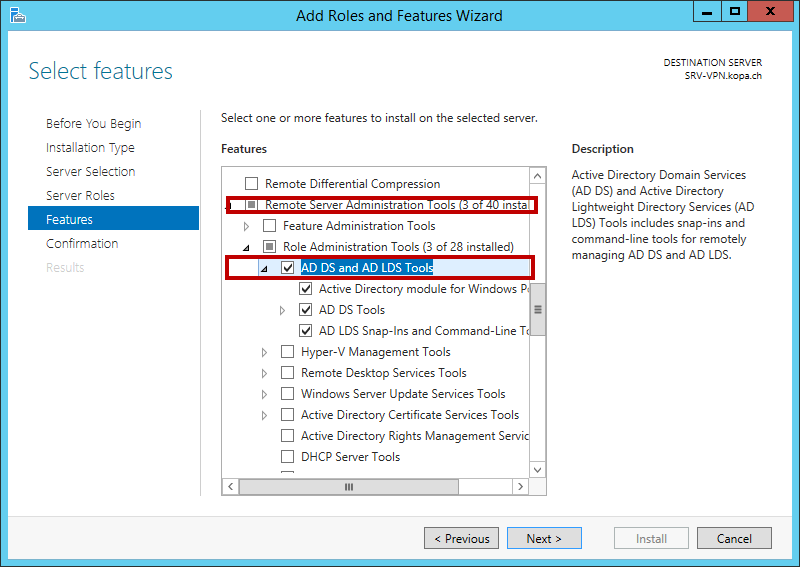 Add Roles and Features Wizard
Select features
DESTINATION SERVER
SRV-VPN.kopa.ch
Before You Begin
Installation Type
Server Selection
Server Roles
Features
Confirmation
Results
Select one or more features to install on the selected server.
Features
Remote Differential Compression
Remote Server Administration Tools (3 of 40 instal
Feature Administration Tools
Role Administration Tools (3 of 28 installed)
AD DS and AD LDS Tools
Active Directory module for Windows Po
AD DS Tools
AD LDS Snap-Ins and Command-Line To
Hyper-V Management Tools
Remote Desktop Services Tools
Windows Server Update Services Tools
Active Directory Certificate Services Tools
Active Directory Rights Management Servic
DHCP Server Tools
Description
Active Directory Domain Services
(AD DS) and Active Directory
Lightweight Directory Services (AD
LDS) Tools includes snap-ins and
command-line tools for remotely
managing AD DS and AD LDS.
< Previous
Next >
Install
Cancel